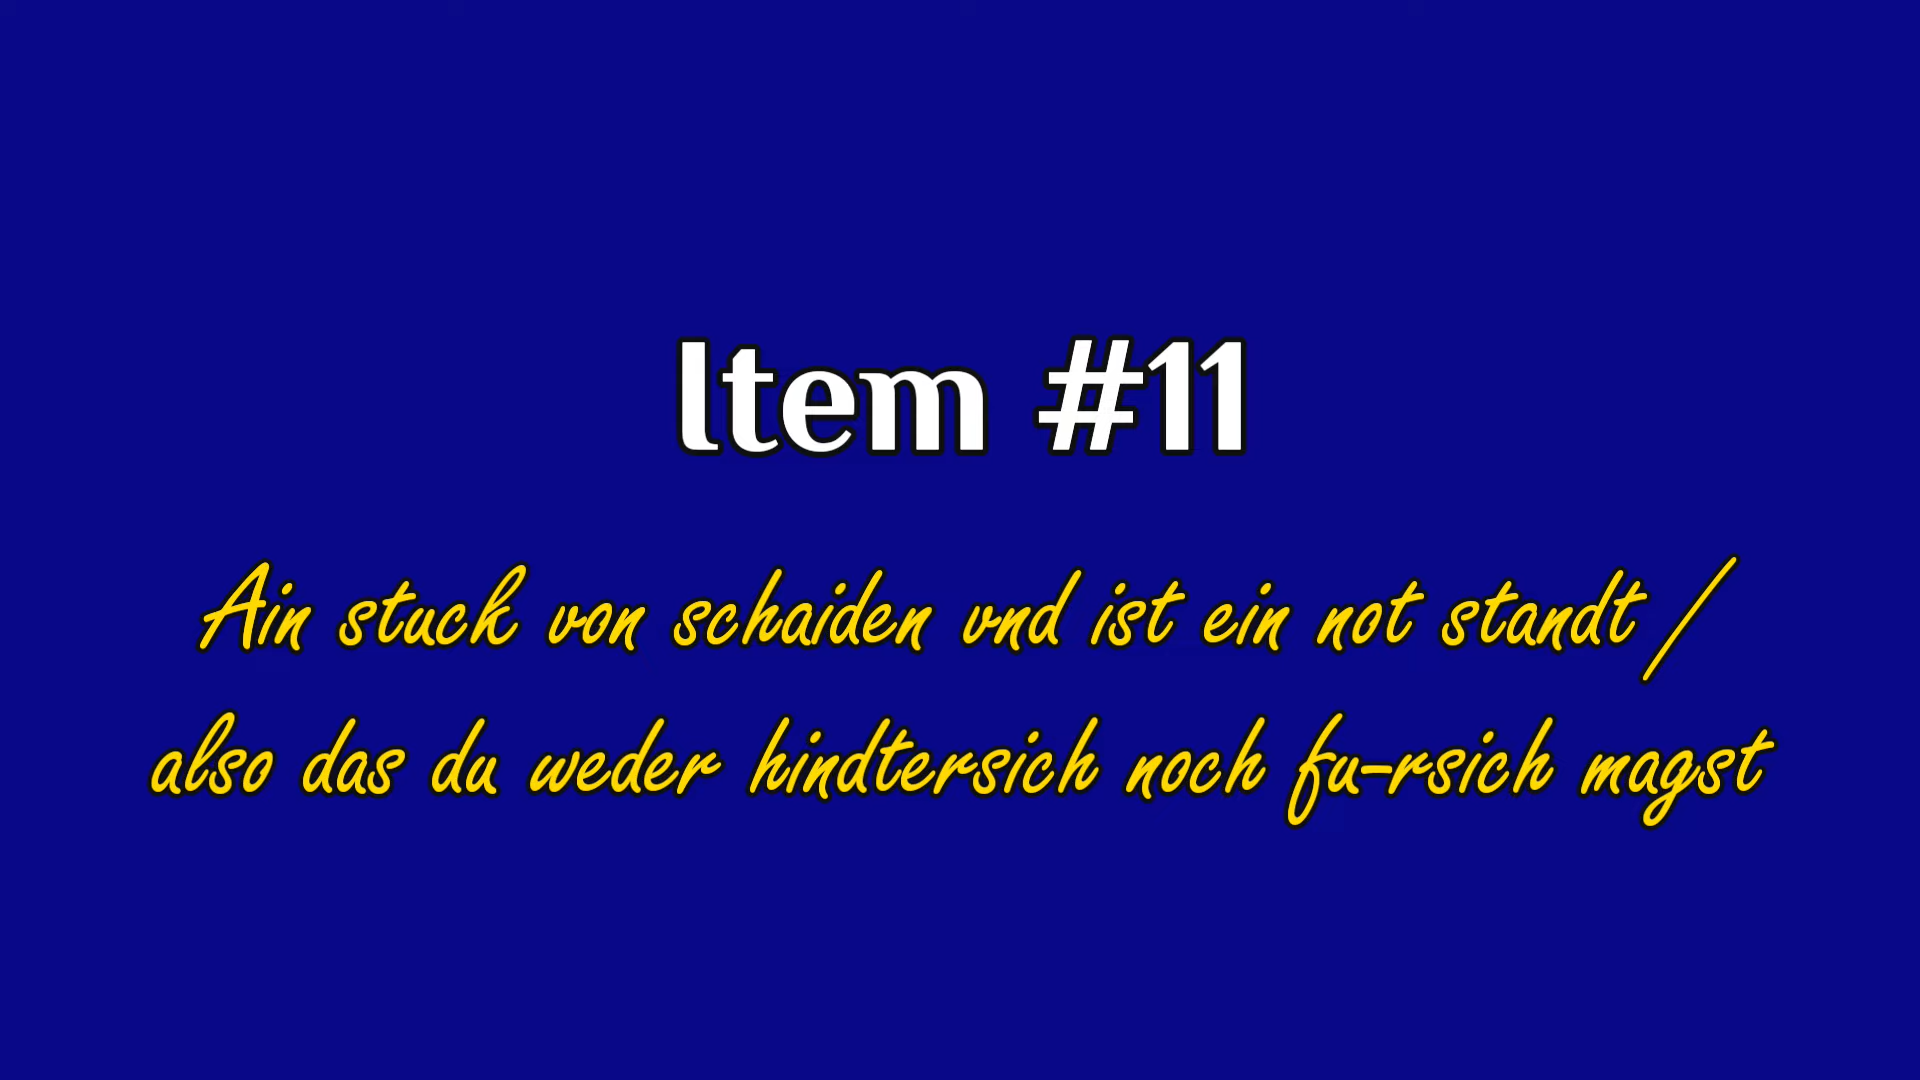 Item #11
Ain stuck von schaiden vnd ist ein not standt /
also das du weder hindtersich noch fu-rsich magst